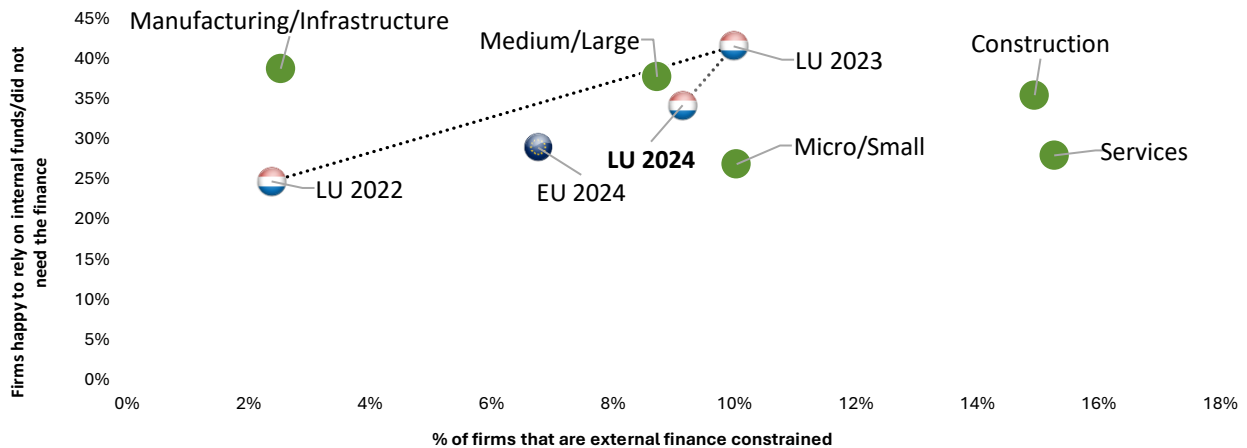 45%
40%
35%
30%
25%
20%
15%
10%
5%
0%
Firms happy to rely on internal funds/did not
need the finance
Manufacturing/Infrastructure
Medium/Large
LU 2023
Construction
LU 2024
Micro/Small
Services
LU 2022
EU 2024
0%
2%
4%
6%
8%
10%
12%
14%
16%
18%
% of firms that are external finance constrained